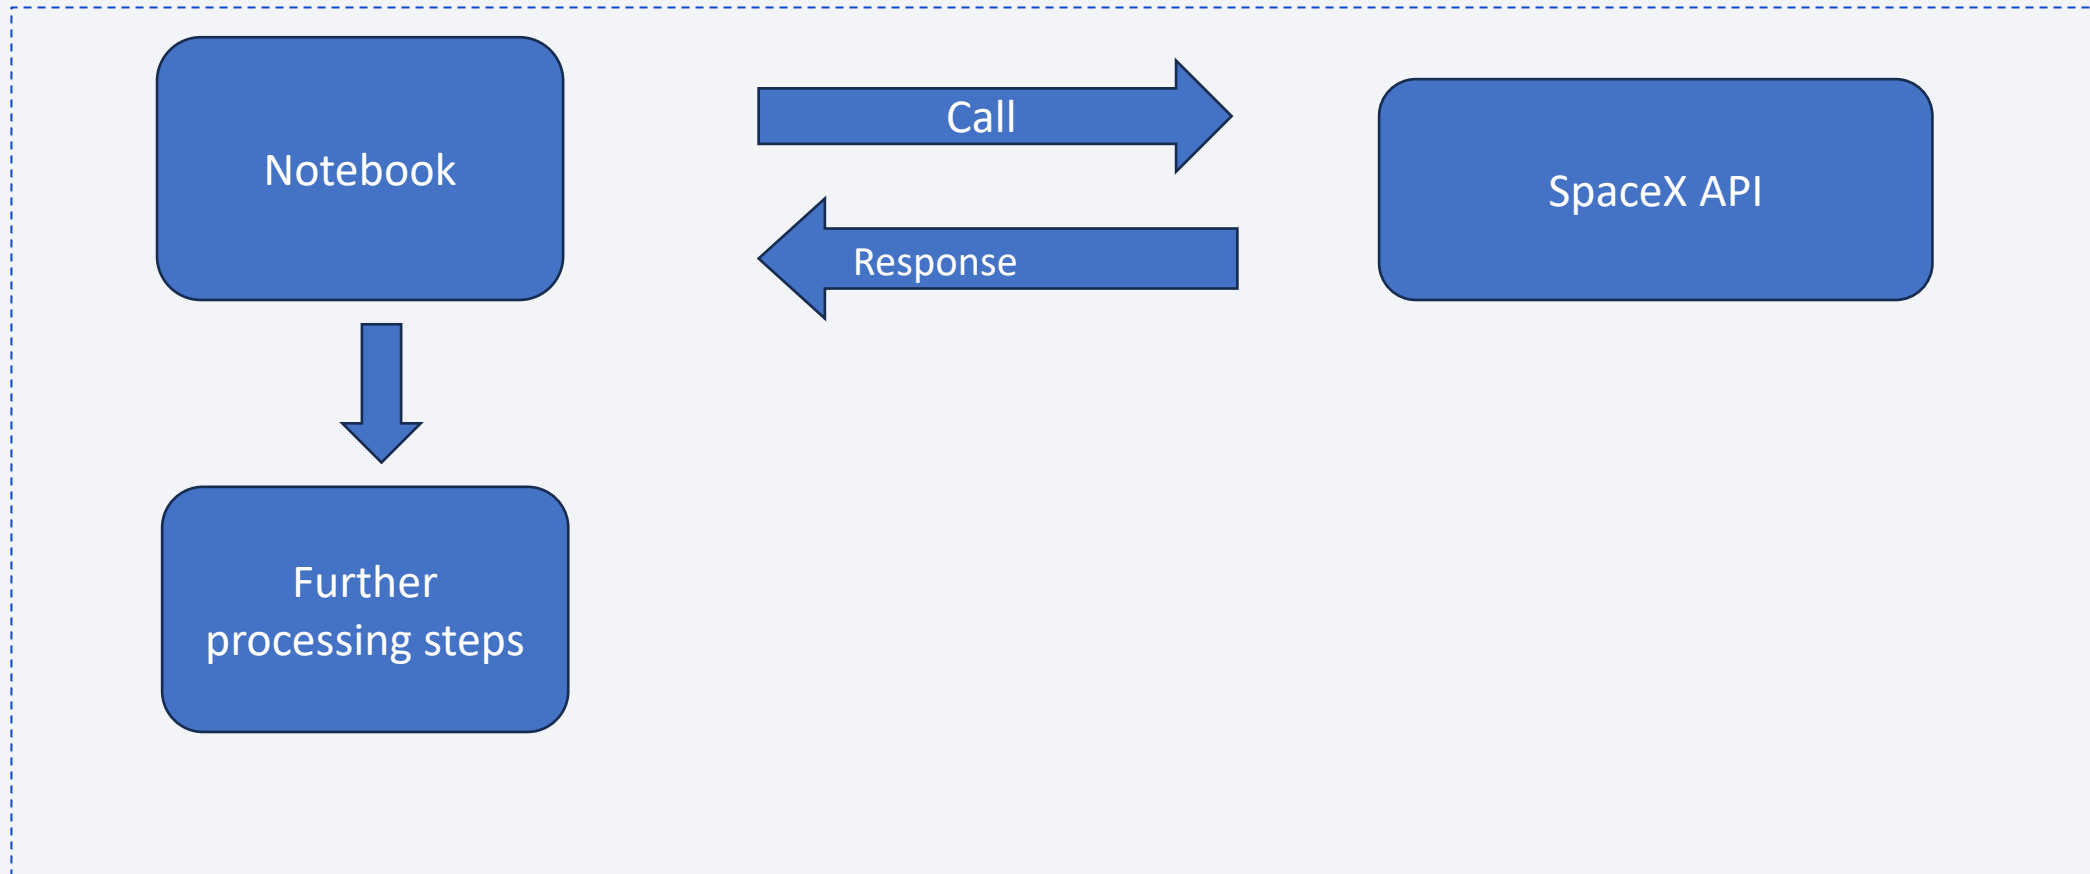 Notebook
Call
Response
SpaceX API
Further
processing steps